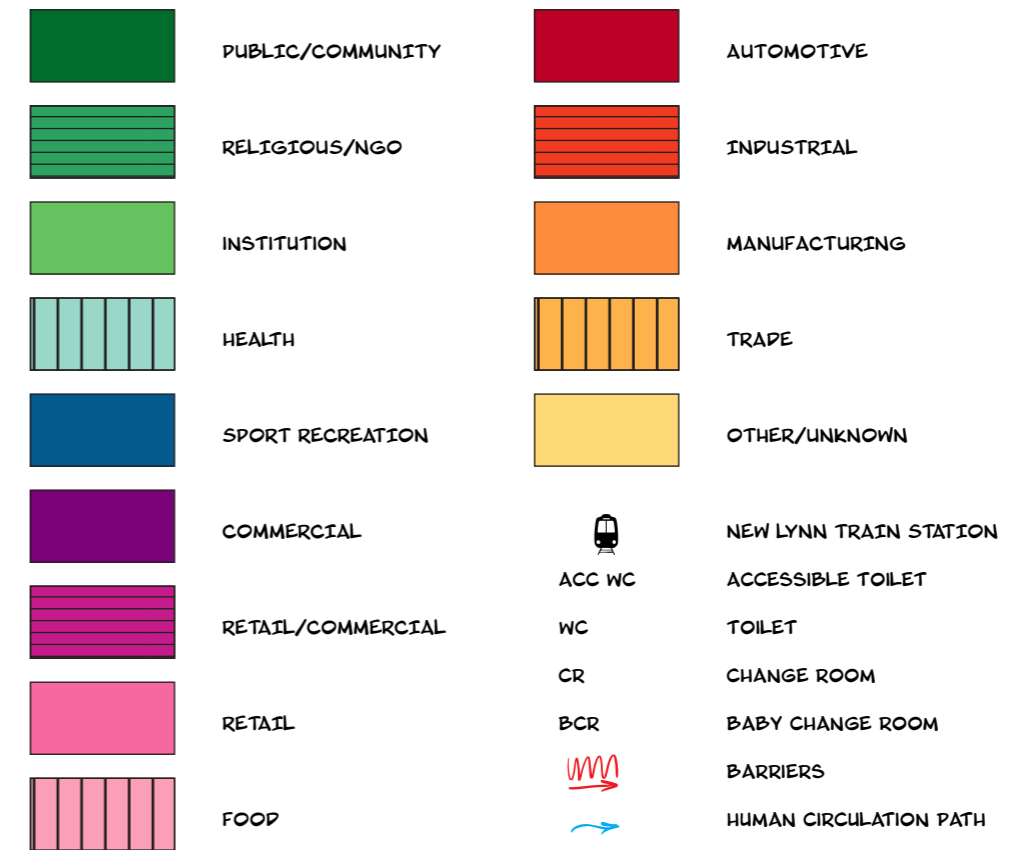 PUBLIC/COMMUNITY
RELIGIOUS/NGO
INSTITUTION
HEALTH
SPORT RECREATION
COMMERCIAL
RETAIL/COMMERCIAL
RETAIL
FOOD
AUTOMOTIVE
INDUSTRIAL
MANUFACTURING
TRADE
OTHER/UNKNOWN
NEW LYNN TRAIN STATION
ACC WC ACCESSIBLE TOILET
WC TOILET
CR CHANGE ROOM
BCR BABY CHANGE ROOM
BARRIERS
HUMAN CIRCULATION PATH